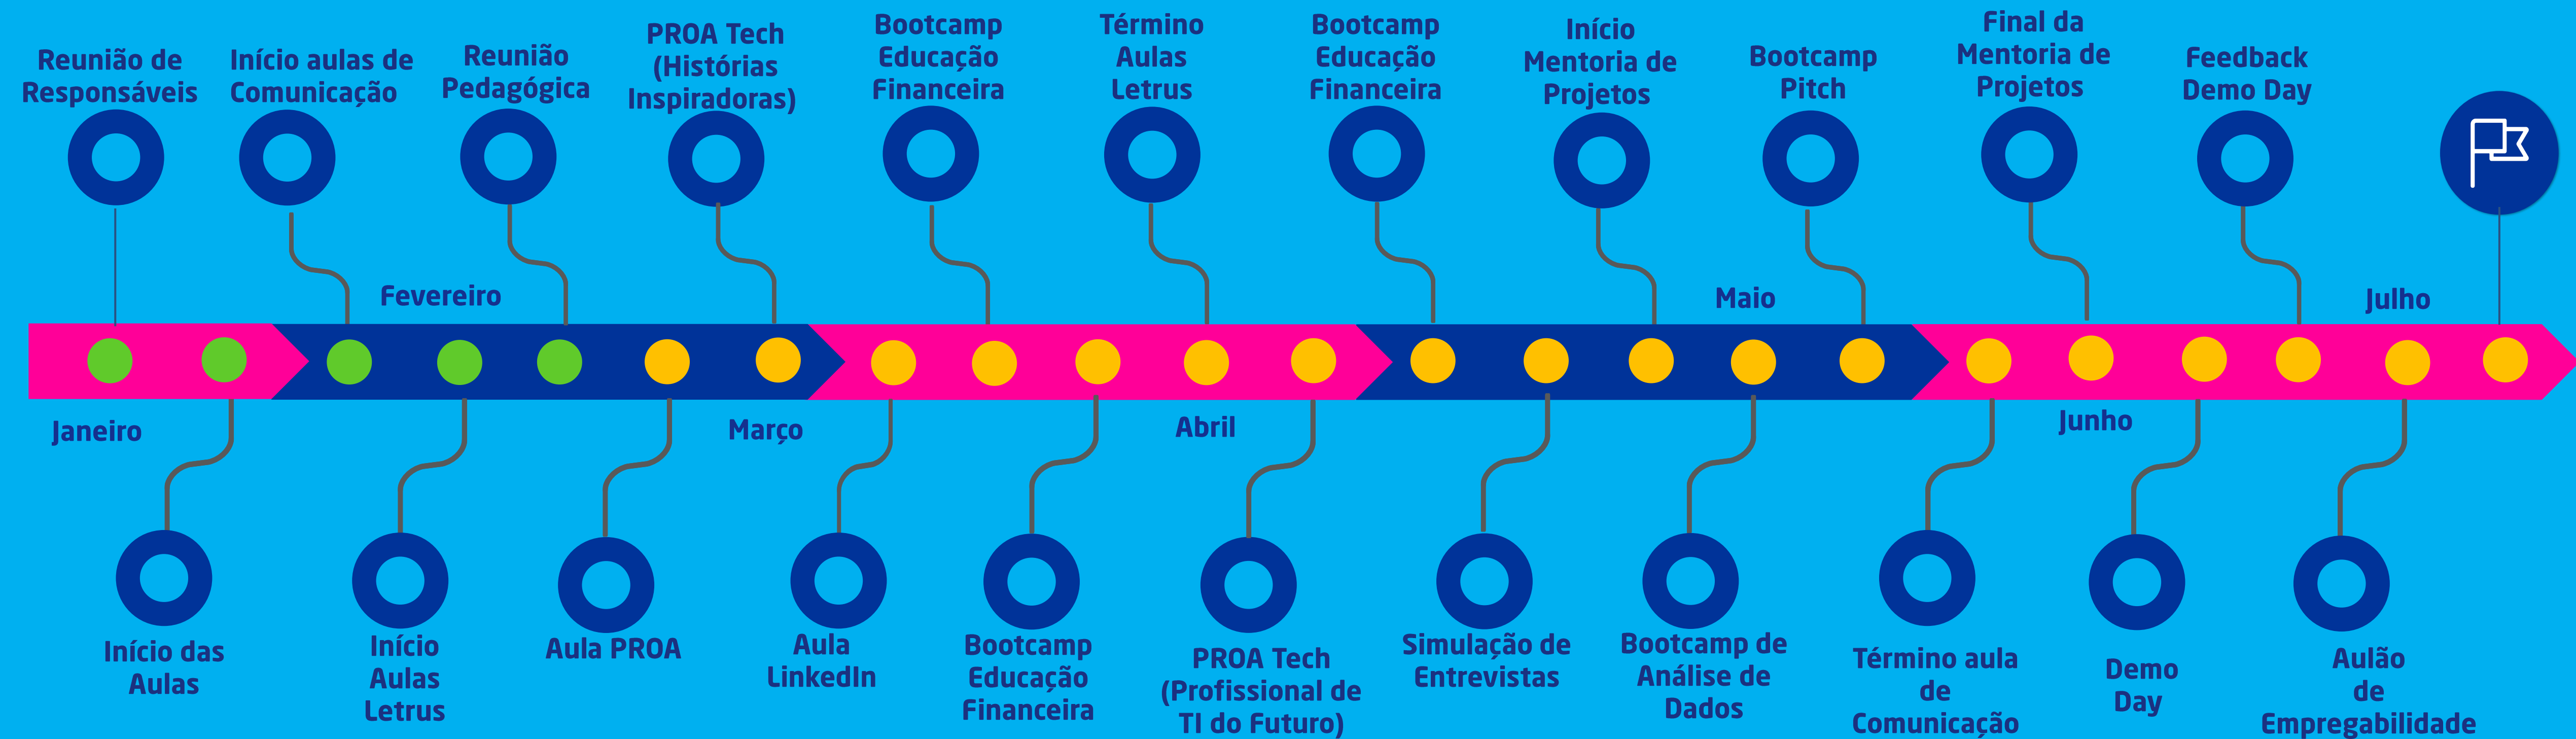 Reunião de
Responsáveis
Início aulas de
Comunicação
Reunião
Pedagógica
PROA Tech
(Histórias
Inspiradoras)
Bootcamp
Educação
Financeira
Término
Aulas
Letrus
Bootcamp
Educação
Financeira
Início
Mentoria de
Projetos
Bootcamp
Pitch
Final da
Mentoria de
Projetos
Feedback
Demo Day
Fevereiro
Maio
Julho
Janeiro
Março
Abril
Junho
Início das
Aulas
Início
Aulas
Letrus
Aula PROA
Aula
LinkedIn
Bootcamp
Educação
Financeira
PROA Tech
(Profissional de
TI do Futuro)
Simulação de
Entrevistas
Bootcamp de
Análise de
Dados
Término aula
de
Comunicação
Demo
Day
Aulão
de
Empregabilidade